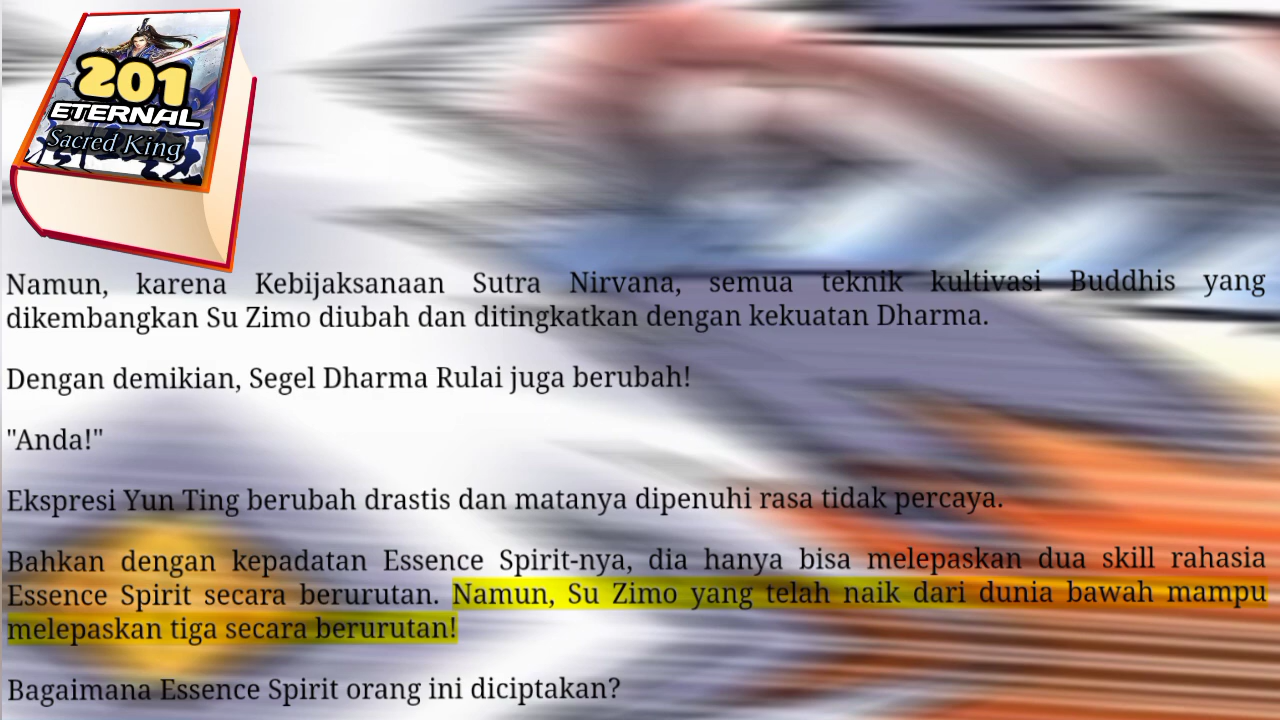 201
ETERNAL
Sacred King
Namun, karena Kebijaksanaan Sutra Nirvana, semua teknik kultivasi Buddhis yang
dikembangkan Su Zimo diubah dan ditingkatkan dengan kekuatan Dharma.
Dengan demikian, Segel Dharma Rulai juga berubah!
"Anda!"
Ekspresi Yun Ting berubah drastis dan matanya dipenuhi rasa tidak percaya.
Bahkan dengan kepadatan Essence Spirit-nya, dia hanya bisa melepaskan dua skill rahasia
Essence Spirit secara berurutan. Namun, Su Zimo yang telah naik dari dunia bawah mampu
melepaskan tiga secara berurutan!
Bagaimana Essence Spirit orang ini diciptakan?